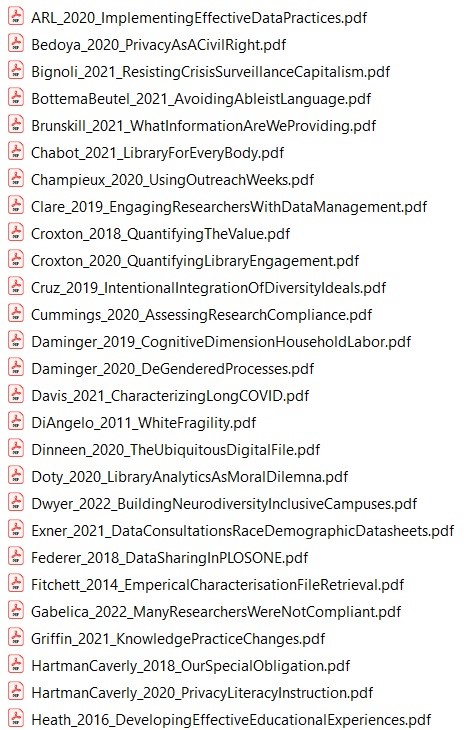 ARL_2020_ImplementingEffectiveDataPractices.pdf
Bedoya_2020_PrivacyAsACivilRight.pdf
Bignoli_2021_ResistingCrisisSurveillanceCapitalism.pdf
BottemaBeutel_2021_AvoidingAbleistLanguage.pdf
Brunskill_2021_WhatInformationAreWeProviding.pdf
Chabot_2021_LibraryForEveryBody.pdf
Champieux_2020_UsingOutreachWeeks.pdf
Clare_2019_EngagingResearchersWithDataManagement.pdf
Croxton_2018_QuantifyingTheValue.pdf
Croxton_2020_QuantifyingLibraryEngagement.pdf
Cruz_2019_IntentionalIntegrationOfDiversityIdeals.pdf
Cummings_2020_AssessingResearchCompliance.pdf
Daminger_2019_CognitiveDimensionHouseholdLabor.pdf
Daminger_2020_DeGenderedProcesses.pdf
Davis_2021_CharacterizingLongCOVID.pdf
DiAngelo_2011_WhiteFragility.pdf
Dinneen_2020_TheUbiquitousDigitalFile.pdf
Doty_2020_LibraryAnalyticsAsMoralDilemna.pdf
Dwyer_2022_BuildingNeurodiversityInclusiveCampuses.pdf
Exner_2021_DataConsultationsRaceDemographicDatasheets.pdf
Federer_2018_DataSharingInPLOSONE.pdf
Fitchett_2014_EmpericalCharacterisationFileRetrieval.pdf
Gabelica_2022_ManyResearchersWereNotCompliant.pdf
Griffin_2021_KnowledgePracticeChanges.pdf
HartmanCaverly_2018_OurSpecialObligation.pdf
HartmanCaverly_2020_PrivacyLiteracyInstruction.pdf
Heath_2016_DevelopingEffectiveEducationalExperiences.pdf